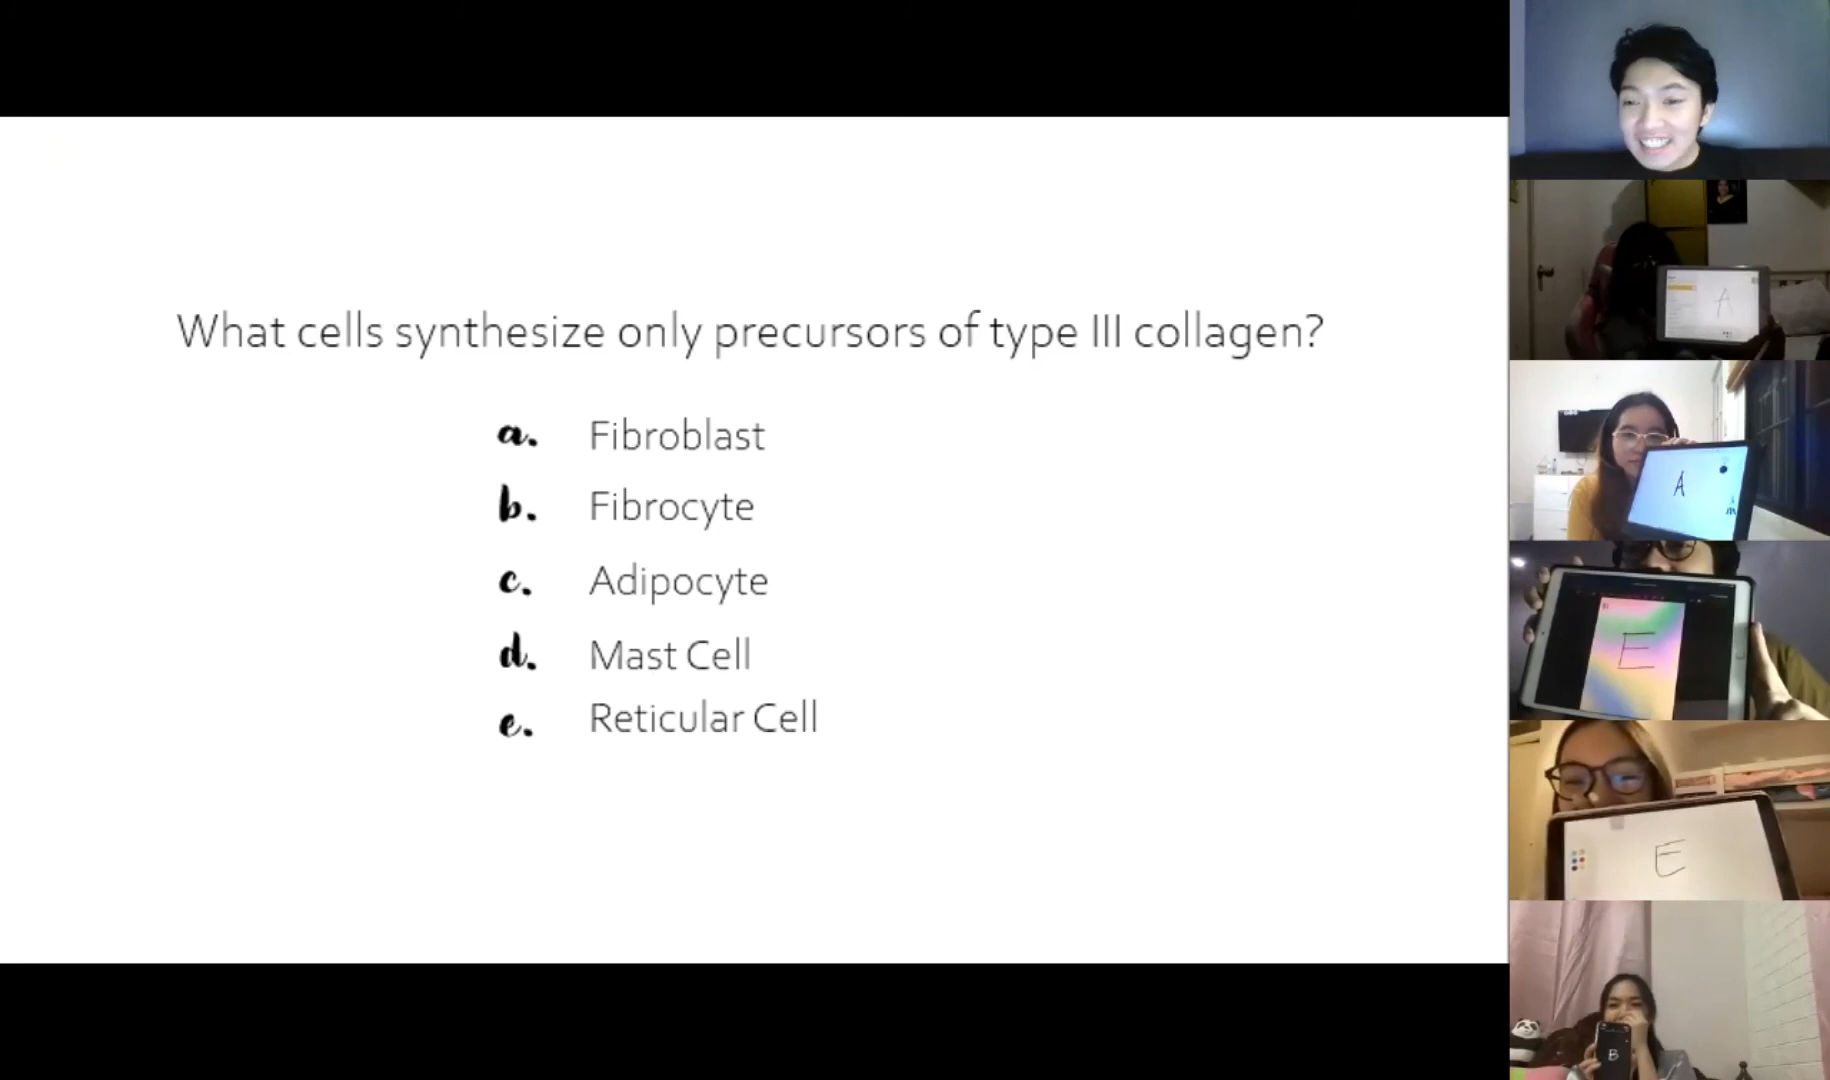 What cells synthesize only precursors of type III collagen?
a. Fibroblast
b. Fibrocyte
c. Adipocyte
d. Mast Cell
e. Reticular Cell
A
A
E
E
B